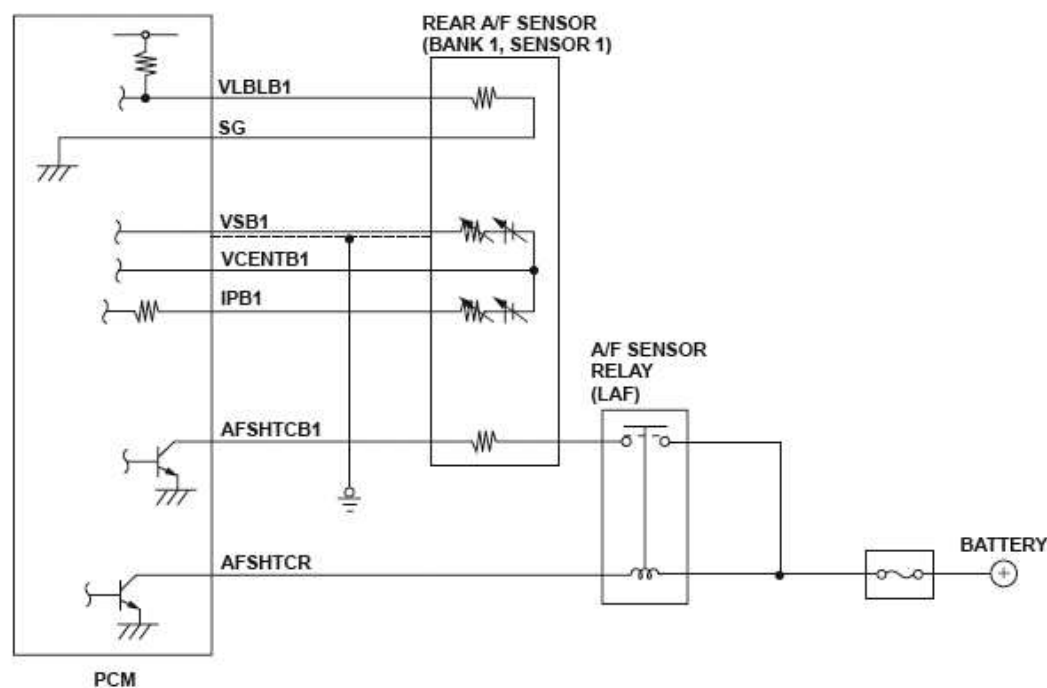 REAR A/F SENSOR
(BANK 1, SENSOR 1)
VLBLB1
SG
VSB1
VCENTB1
IPB1
A/F SENSOR
RELAY
(LAF)
AFSHTCB1
BATTERY
AFSHTCR
PCM